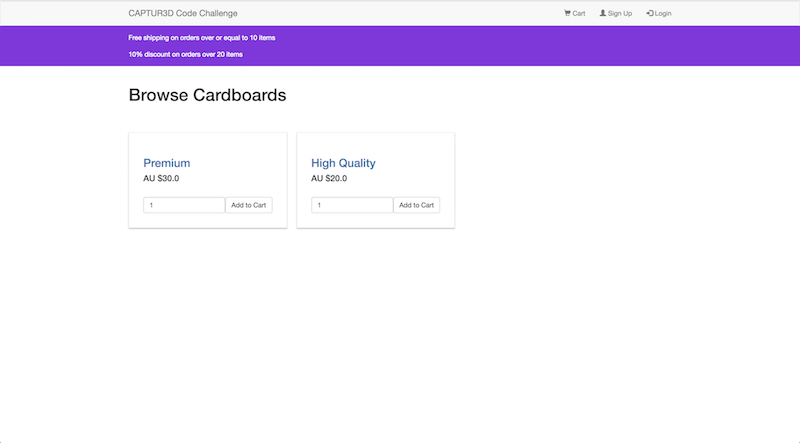 CAPTUR3D Code Challenge
Cart
Sign Up
Login
Free shipping on orders over or equal to 10 items
10% discount on orders over 20 items
Browse Cardboards
Premium
AU $30.0
1
Add to Cart
High Quality
AU $20.0
1
Add to Cart